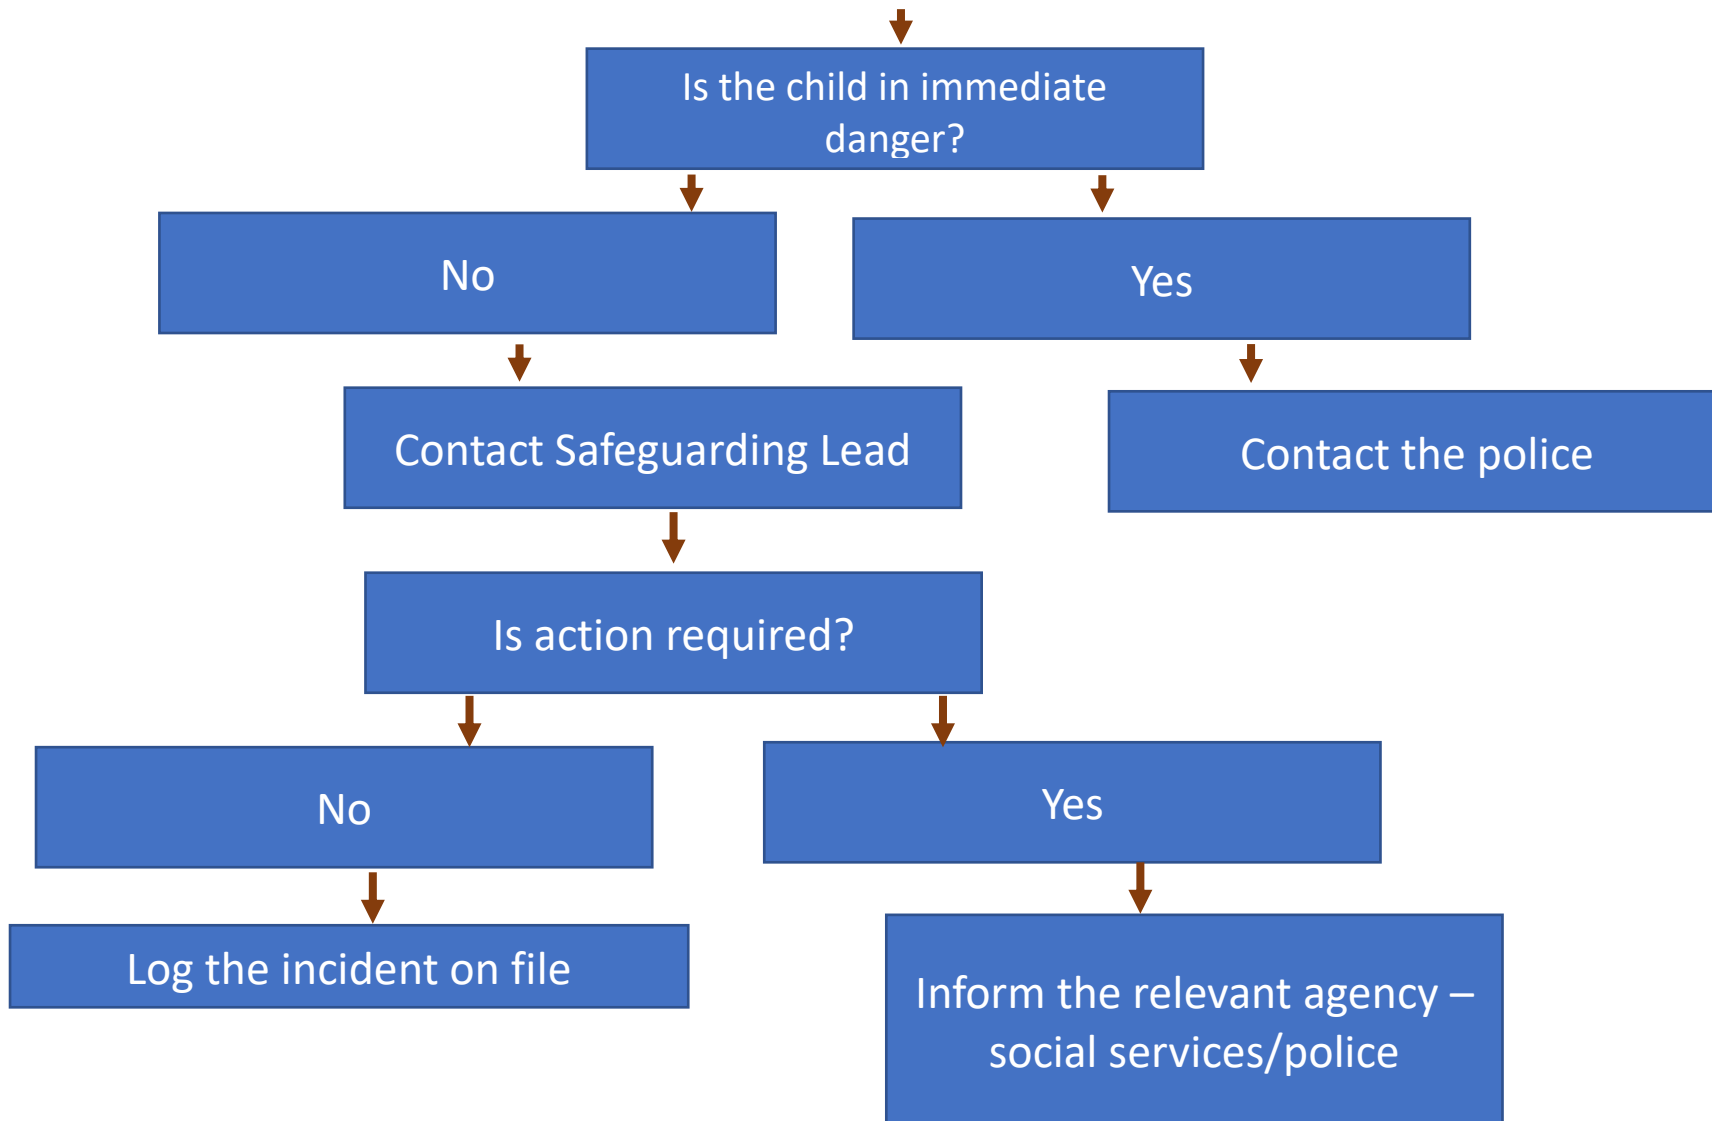 Is the child in immediate
danger?
No
Yes
Contact Safeguarding Lead
Contact the police
Is action required?
No
Yes
Log the incident on file
Inform the relevant agency –
social services/police